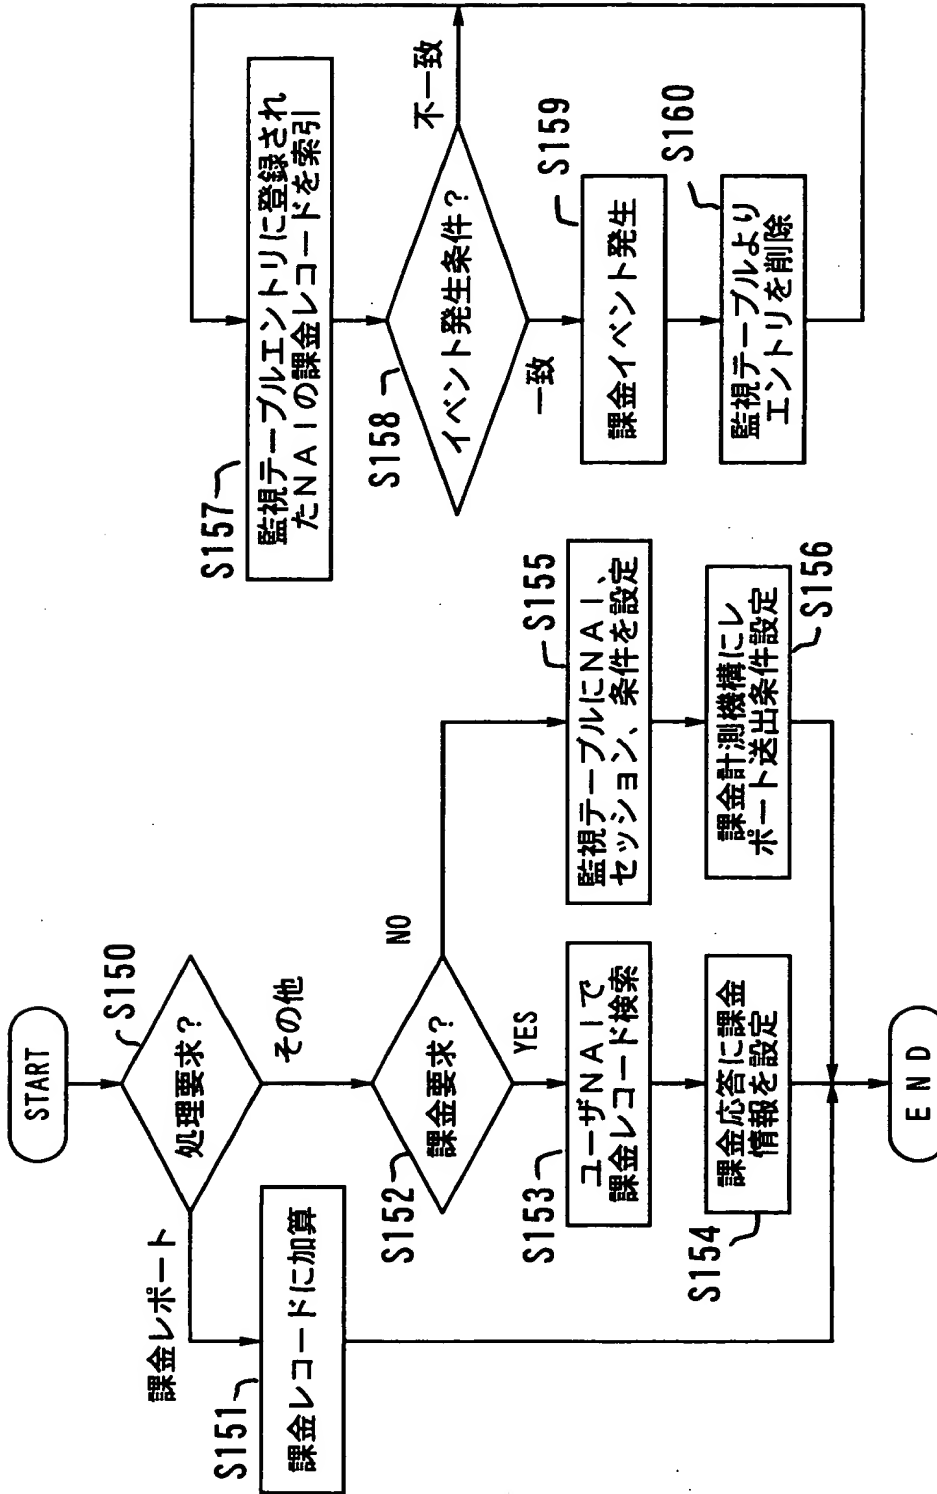 START
S150
処理要求?
課金レポート
その他
S151
課金レコードに加算
S152
課金要求?
NO
YES
S153
ユーザNAIで
課金レコード検索
S154
課金応答に課金
情報を設定
S155
監視テーブルにNAI、
セッション、条件を設定
S156
課金計測機構にレ
ポート送出条件設定
END
S157
監視テーブルエントリに登録され
たNAIの課金レコードを索引
S158
イベント発生条件?
不一致
一致
S159
課金イベント発生
S160
監視テーブルより
エントリを削除